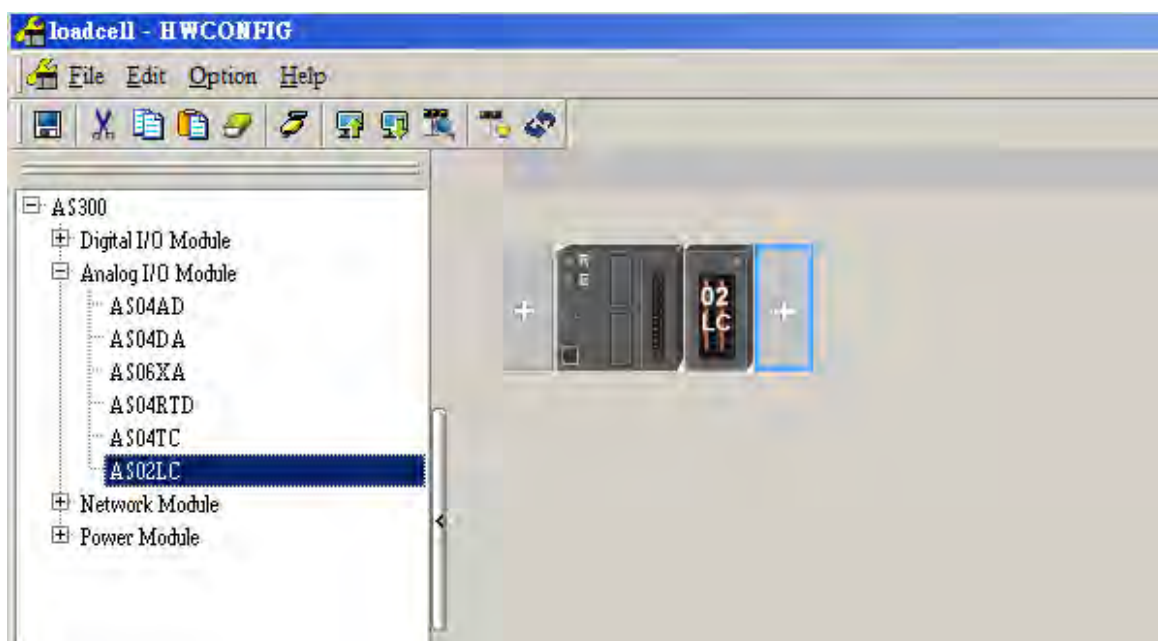 loadcell - HWCONFIG
File Edit Option Help
AS300
Digital I/O Module
Analog I/O Module
AS04AD
AS04DA
AS06XA
AS04RTD
AS04TC
AS02LC
Network Module
Power Module
02
LC